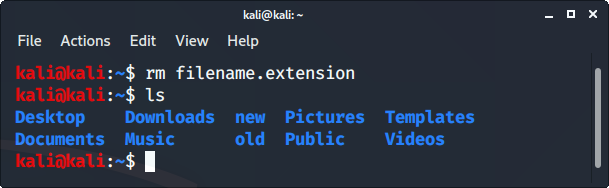 kali@kali: ~
File Actions Edit View Help
kali@kali:~$ rm filename.extension
kali@kali:~$ ls
Desktop Downloads new Pictures Templates
Documents Music old Public Videos
kali@kali:~$